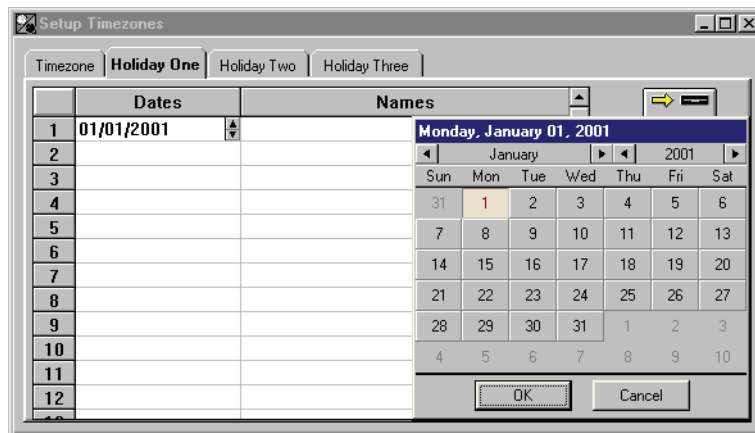 Setup Timezones
Timezone Holiday One Holiday Two Holiday Three
Dates Names
1 01/01/2001
2
3
4
5
6
7
8
9
10
11
12
Monday, January 01, 2001
January 2001
Sun Mon Tue Wed Thu Fri Sat
31 1 2 3 4 5 6
7 8 9 10 11 12 13
14 15 16 17 18 19 20
21 22 23 24 25 26 27
28 29 30 31 1 2 3
4 5 6 7 8 9 10
OK Cancel